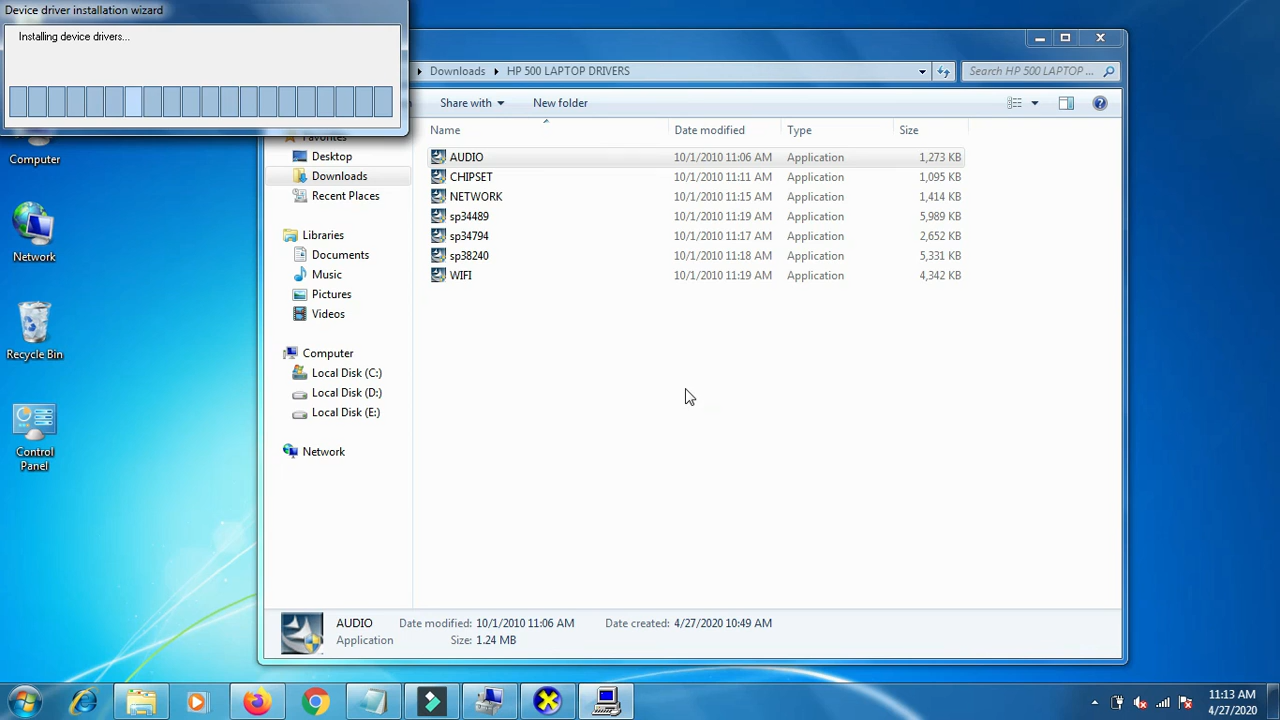 Device driver installation wizard
Installing device drivers...
Downloads HP 500 LAPTOP DRIVERS
Search HP 500 LAPTOP ...
Share with New folder
Name Date modified Type Size
Favorites
Desktop
Downloads
Recent Places
Libraries
Documents
Music
Pictures
Videos
Computer
Local Disk (C:)
Local Disk (D:)
Local Disk (E:)
Network
AUDIO 10/1/2010 11:06 AM Application 1,273 KB
CHIPSET 10/1/2010 11:11 AM Application 1,095 KB
NETWORK 10/1/2010 11:15 AM Application 1,414 KB
sp34489 10/1/2010 11:19 AM Application 5,989 KB
sp34794 10/1/2010 11:17 AM Application 2,652 KB
sp38240 10/1/2010 11:18 AM Application 5,331 KB
WIFI 10/1/2010 11:19 AM Application 4,342 KB
Computer
Network
Recycle Bin
Control
Panel
AUDIO Date modified: 10/1/2010 11:06 AM Date created: 4/27/2020 10:49 AM
Application Size: 1.24 MB
11:13 AM
4/27/2020